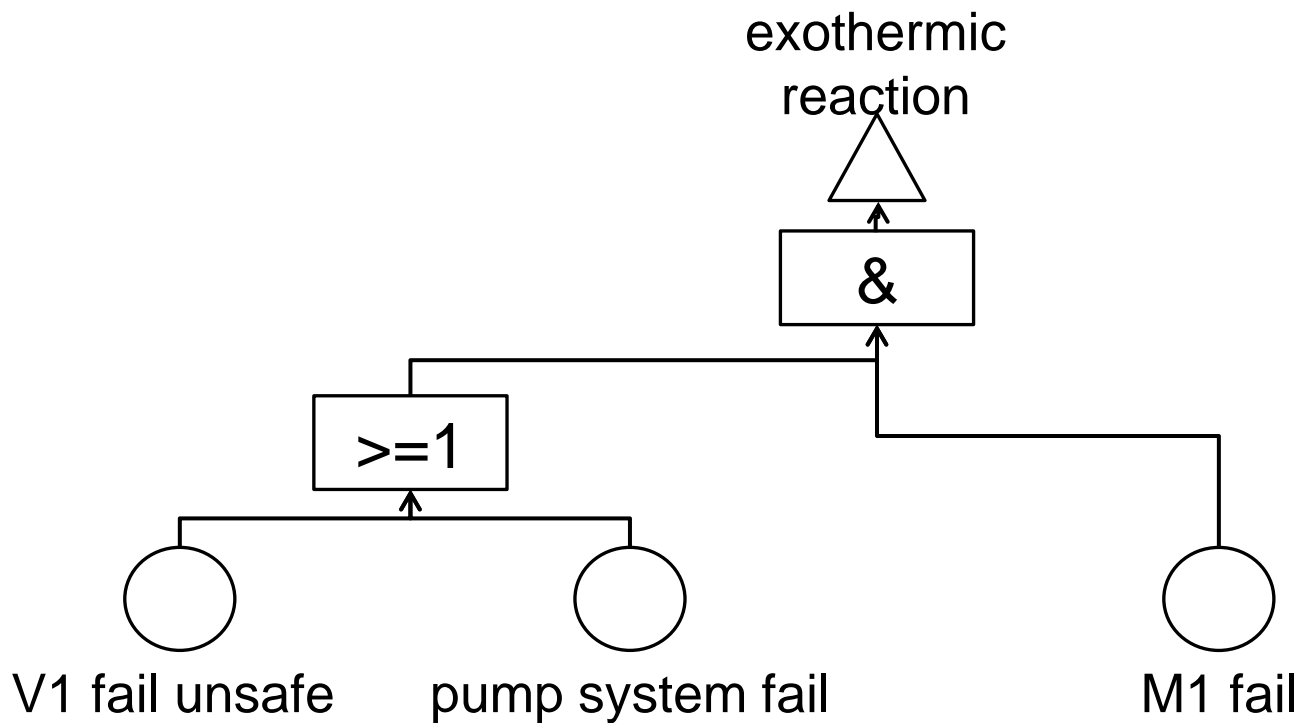 exothermic
reaction
&
>=1
V1 fail unsafe
pump system fail
M1 fail